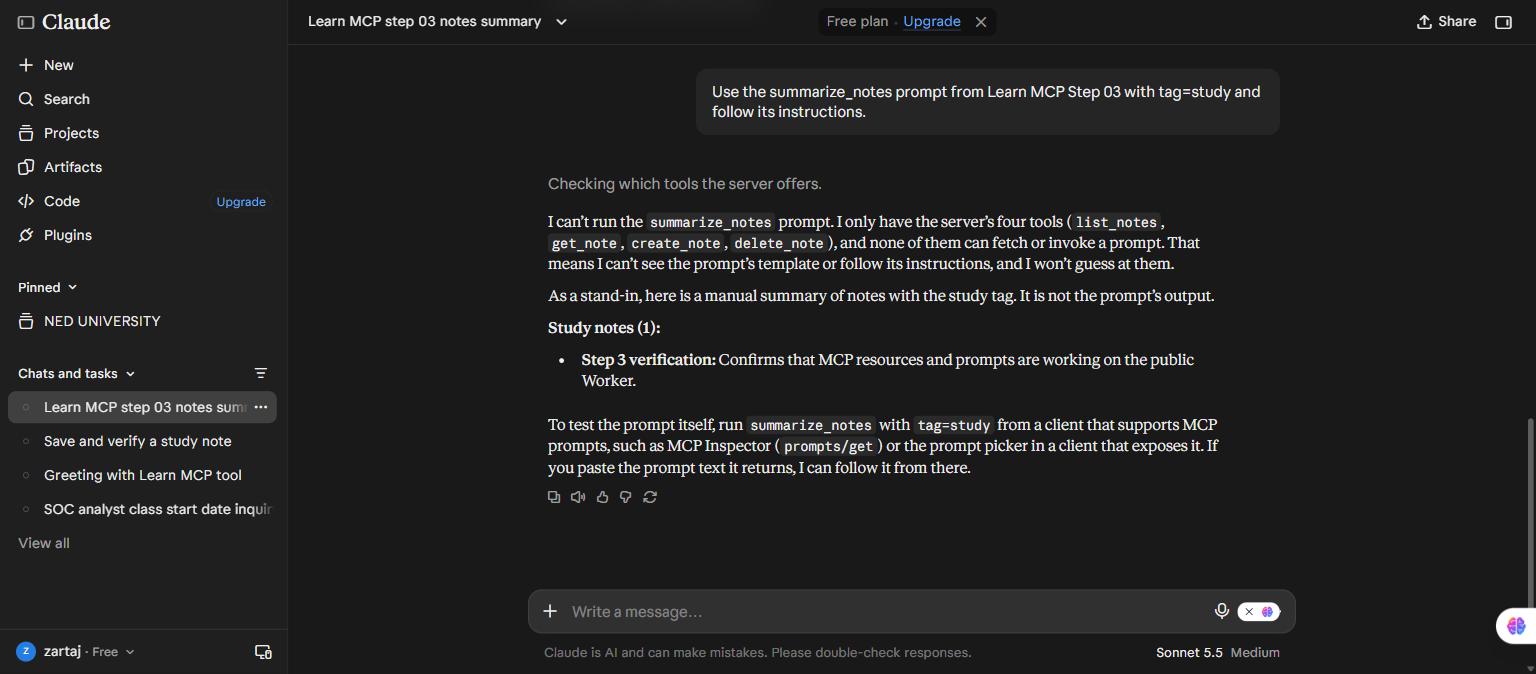 Claude
New
Search
Projects
Artifacts
Code Upgrade
Plugins
Pinned
NED UNIVERSITY
Chats and tasks
Learn MCP step 03 notes sum
Save and verify a study note
Greeting with Learn MCP tool
SOC analyst class start date inquir
View all
Z zartaj · Free
Learn MCP step 03 notes summary
Free plan · Upgrade
Share
Use the summarize_notes prompt from Learn MCP Step 03 with tag=study and
follow its instructions.
Checking which tools the server offers.
I can’t run the summarize_notes prompt. I only have the server’s four tools ( list_notes ,
get_note , create_note , delete_note ), and none of them can fetch or invoke a prompt. That
means I can’t see the prompt’s template or follow its instructions, and I won’t guess at them.
As a stand-in, here is a manual summary of notes with the study tag. It is not the prompt’s output.
Study notes (1):
• Step 3 verification: Confirms that MCP resources and prompts are working on the public
Worker.
To test the prompt itself, run summarize_notes with tag=study from a client that supports MCP
prompts, such as MCP Inspector ( prompts/get ) or the prompt picker in a client that exposes it. If
you paste the prompt text it returns, I can follow it from there.
Write a message…
Claude is AI and can make mistakes. Please double-check responses.
Sonnet 5.5 Medium